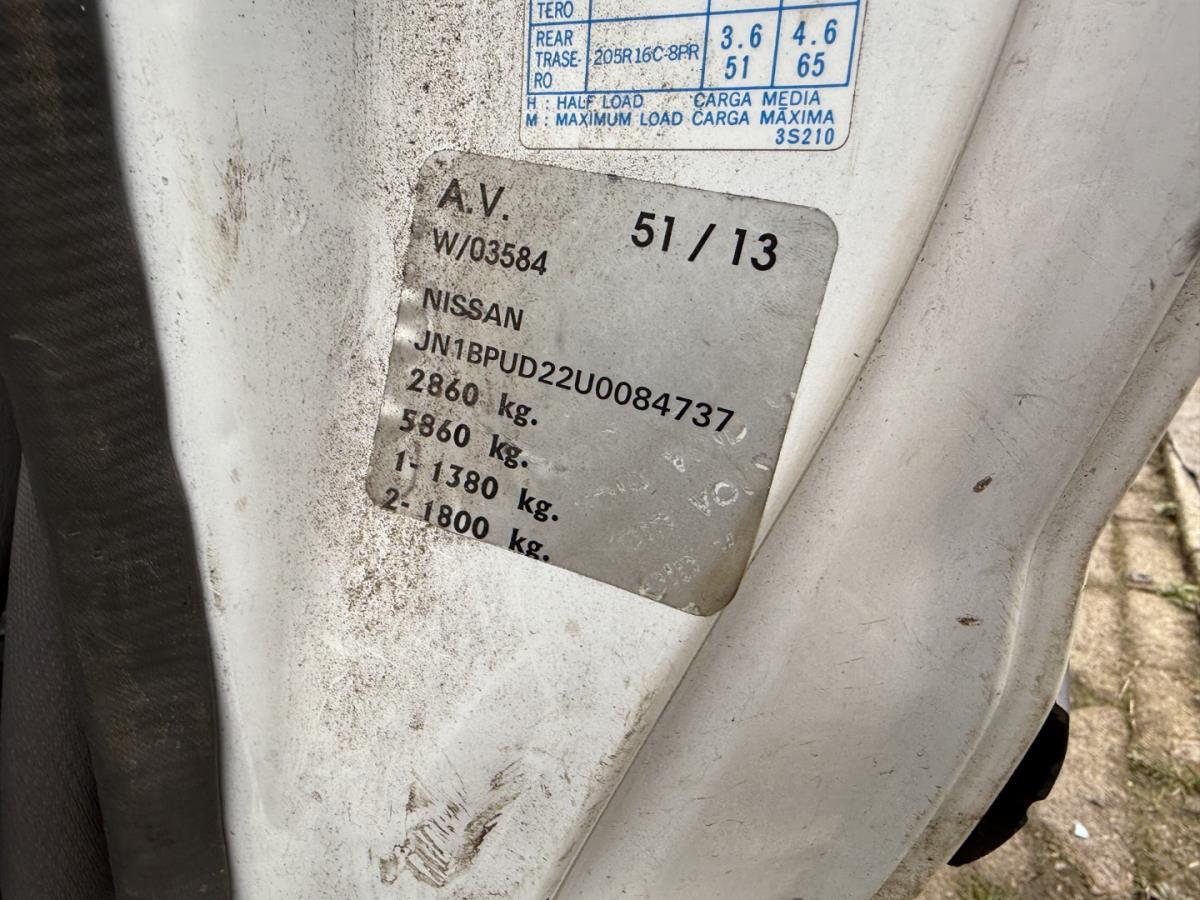 TERO
REAR TRASE- RO 205R16C-8PR 3.6 51 4.6 65
H : HALF LOAD CARGA MEDIA
M : MAXIMUM LOAD CARGA MÁXIMA
3S210
A.V. 51 / 13
W/03584
NISSAN
JN1BPUD22U0084737
2860 kg.
5860 kg.
1- 1380 kg.
2- 1800 kg.